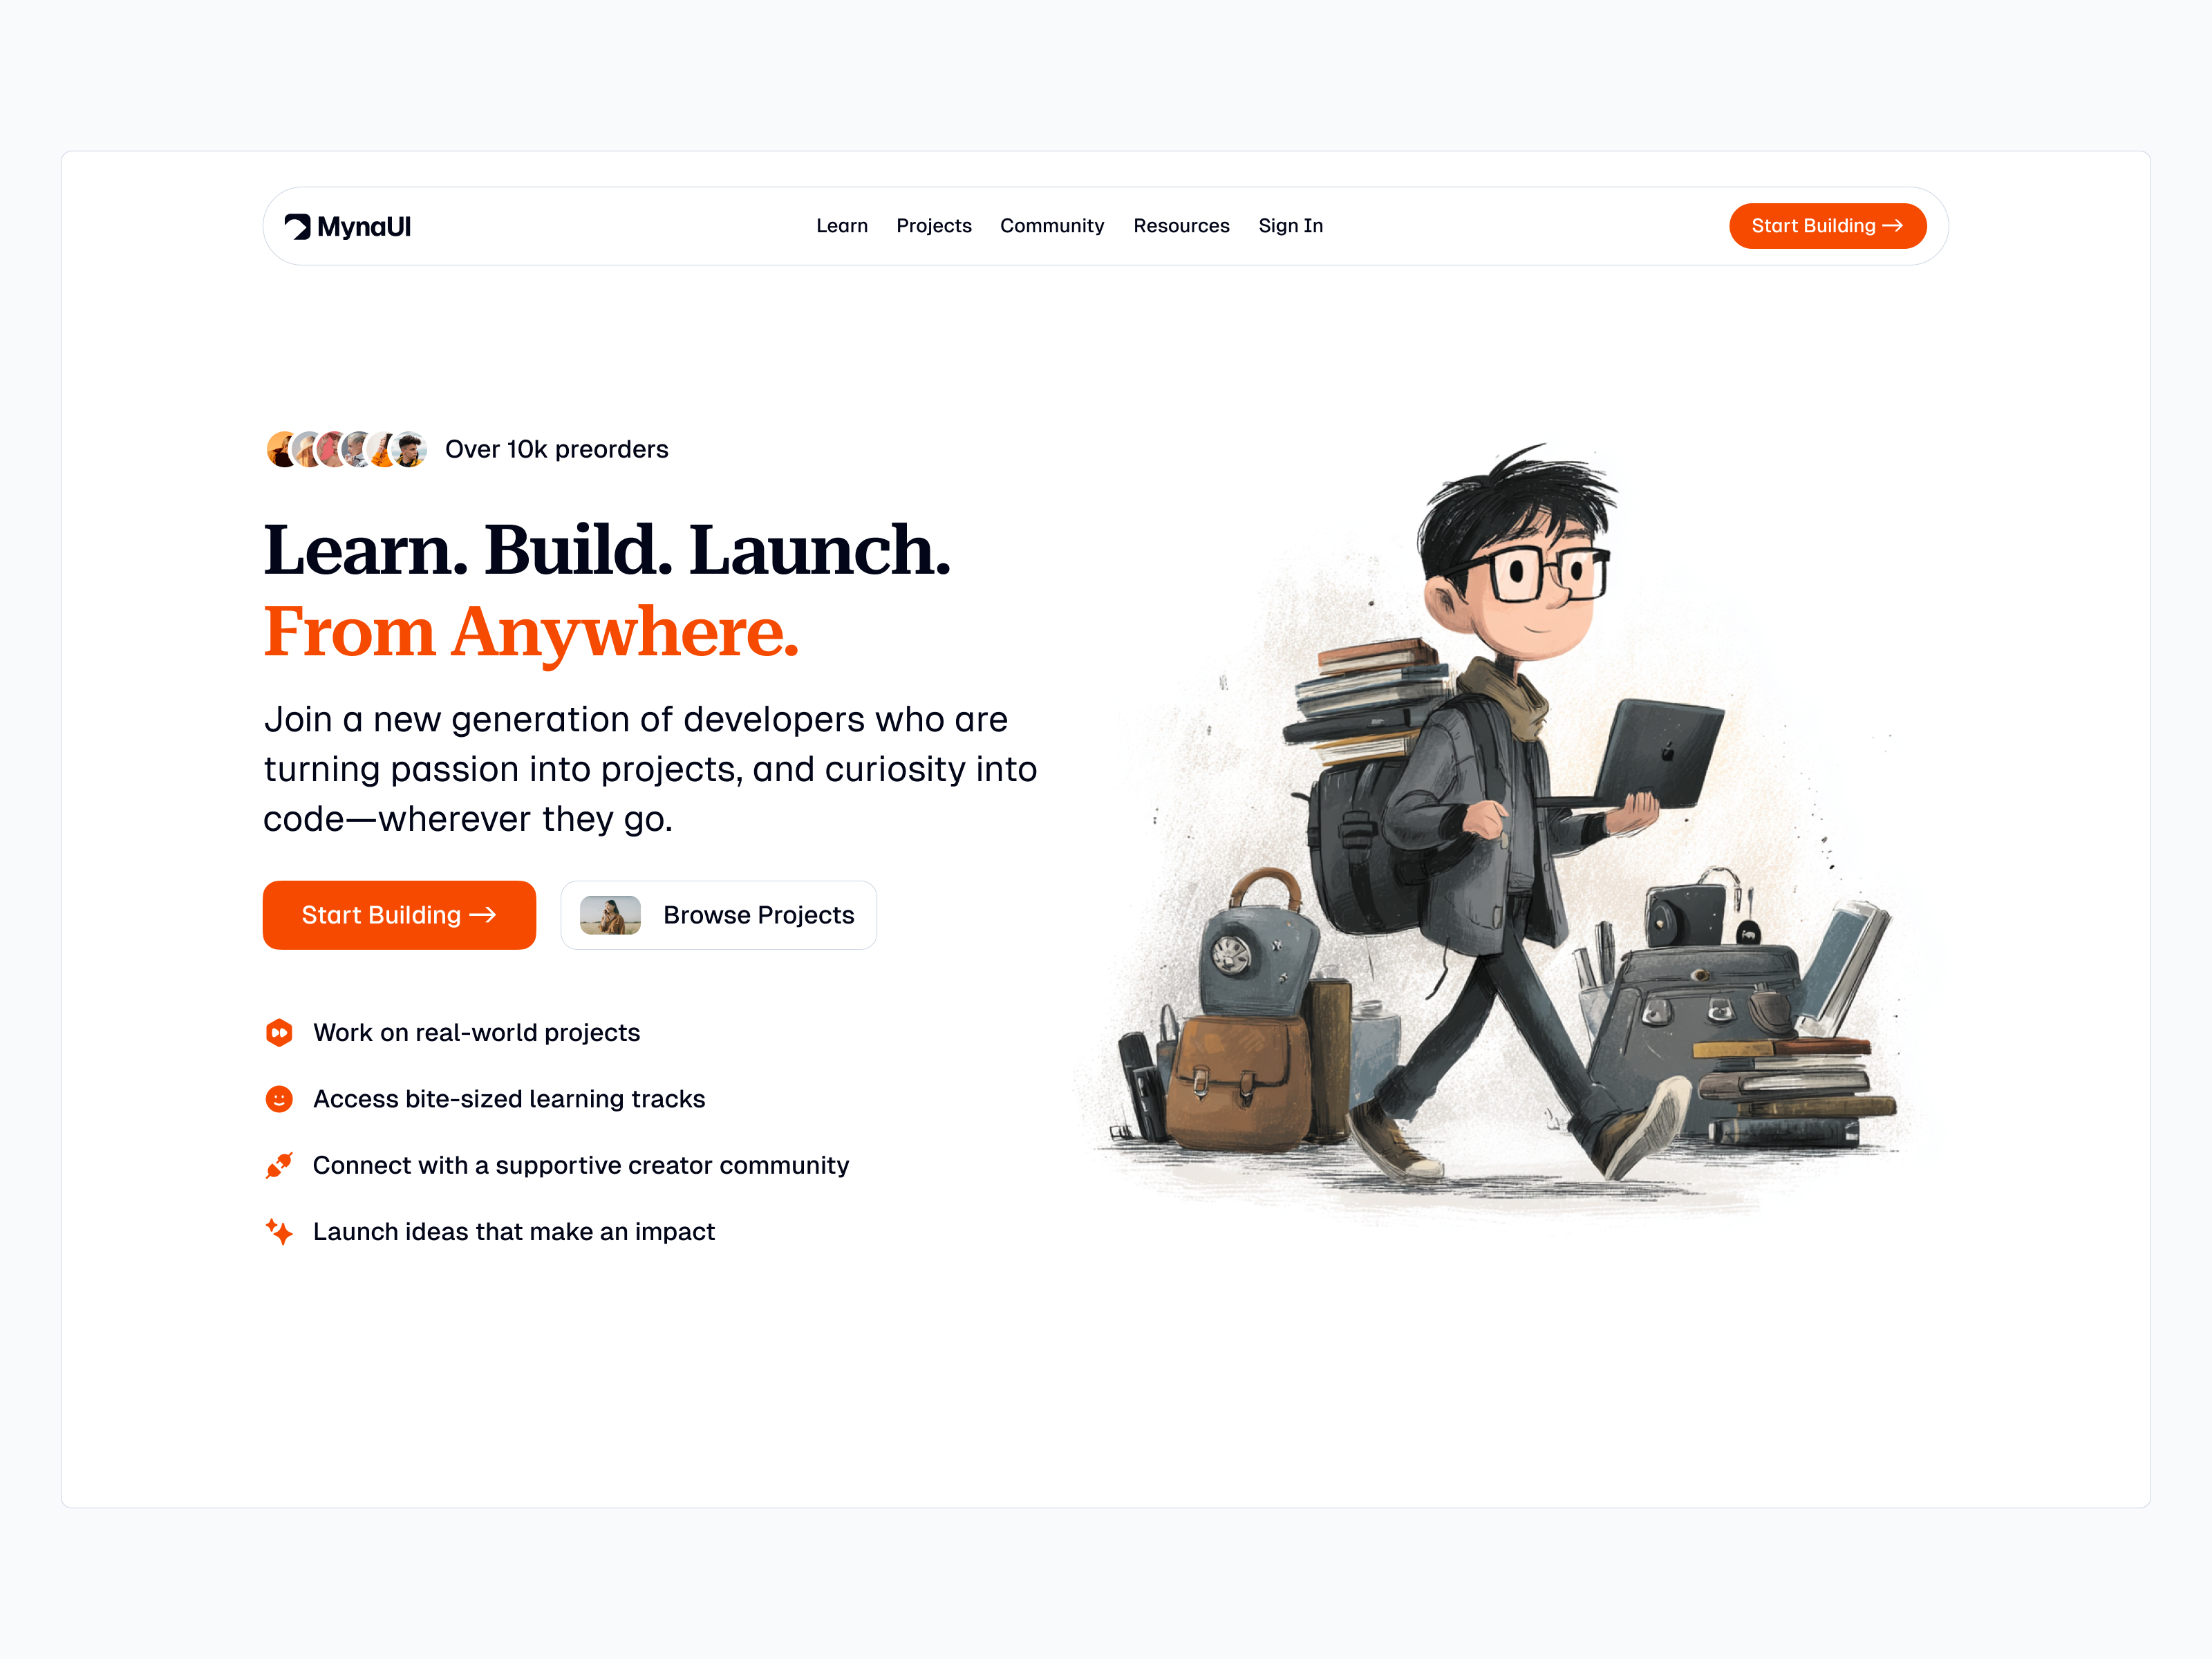 MynaUI
Learn Projects Community Resources Sign In
Start Building →
Over 10k preorders
Learn. Build. Launch.
From Anywhere.
Join a new generation of developers who are
turning passion into projects, and curiosity into
code—wherever they go.
Start Building →
Browse Projects
Work on real-world projects
Access bite-sized learning tracks
Connect with a supportive creator community
Launch ideas that make an impact